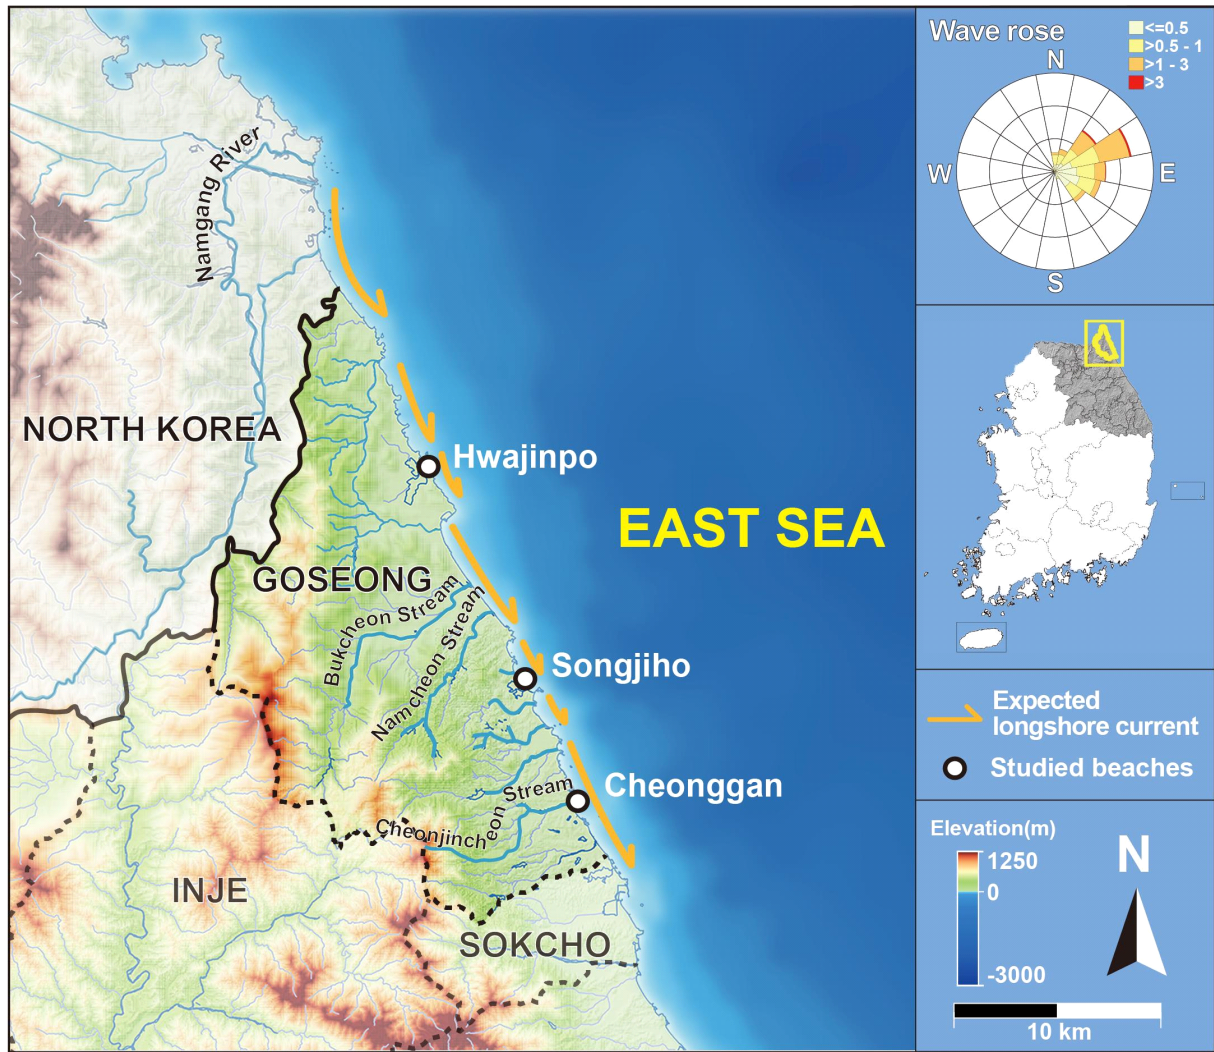 Namgang River
NORTH KOREA
Hwajinpo
EAST SEA
GOSEONG
Bukcheon Stream
Namcheon Stream
Songjiho
Cheonggan
Cheonjincheon Stream
INJE
SOKCHO
Wave rose
<=0.5
>0.5 - 1
>1 - 3
>3
N
W
E
S
Expected
longshore current
Studied beaches
Elevation(m)
1250
0
-3000
N
10 km